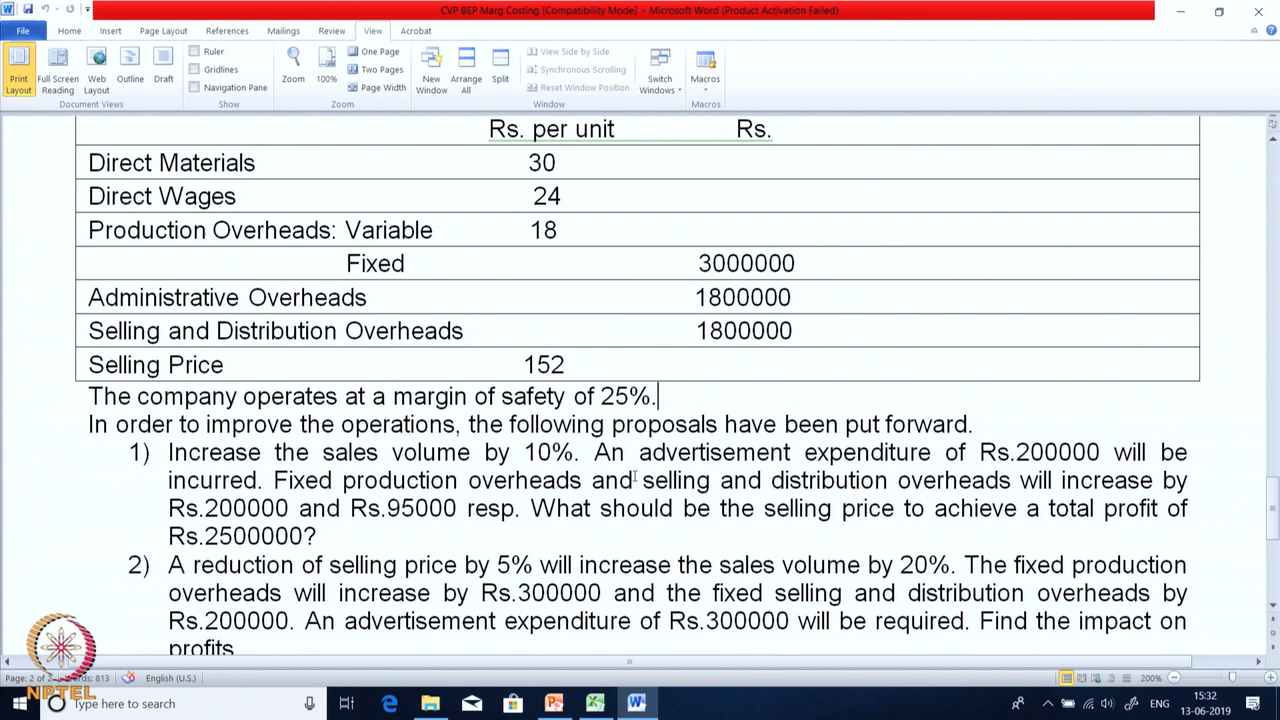 CVP BEP Marg Costing [Compatibility Mode] - Microsoft Word (Product Activation Failed)
File Home Insert Page Layout References Mailings Review View Acrobat
Print Layout
Full Screen Reading
Web Layout
Outline
Draft
Ruler
Gridlines
Navigation Pane
Zoom
100%
One Page
Two Pages
Page Width
New Window
Arrange All
Split
View Side by Side
Synchronous Scrolling
Reset Window Position
Switch Windows
Macros
Document Views Show Zoom Window Macros
Rs. per unit Rs.
Direct Materials 30
Direct Wages 24
Production Overheads: Variable 18
Fixed 3000000
Administrative Overheads 1800000
Selling and Distribution Overheads 1800000
Selling Price 152
The company operates at a margin of safety of 25%.
In order to improve the operations, the following proposals have been put forward.
1) Increase the sales volume by 10%. An advertisement expenditure of Rs.200000 will be
incurred. Fixed production overheads and selling and distribution overheads will increase by
Rs.200000 and Rs.95000 resp. What should be the selling price to achieve a total profit of
Rs.2500000?
2) A reduction of selling price by 5% will increase the sales volume by 20%. The fixed production
overheads will increase by Rs.300000 and the fixed selling and distribution overheads by
Rs.200000. An advertisement expenditure of Rs.300000 will be required. Find the impact on
profits
Page: 2 of 2 Words: 813 English (U.S.) 200%
NPTEL
Type here to search
ENG
15:32
13-06-2019